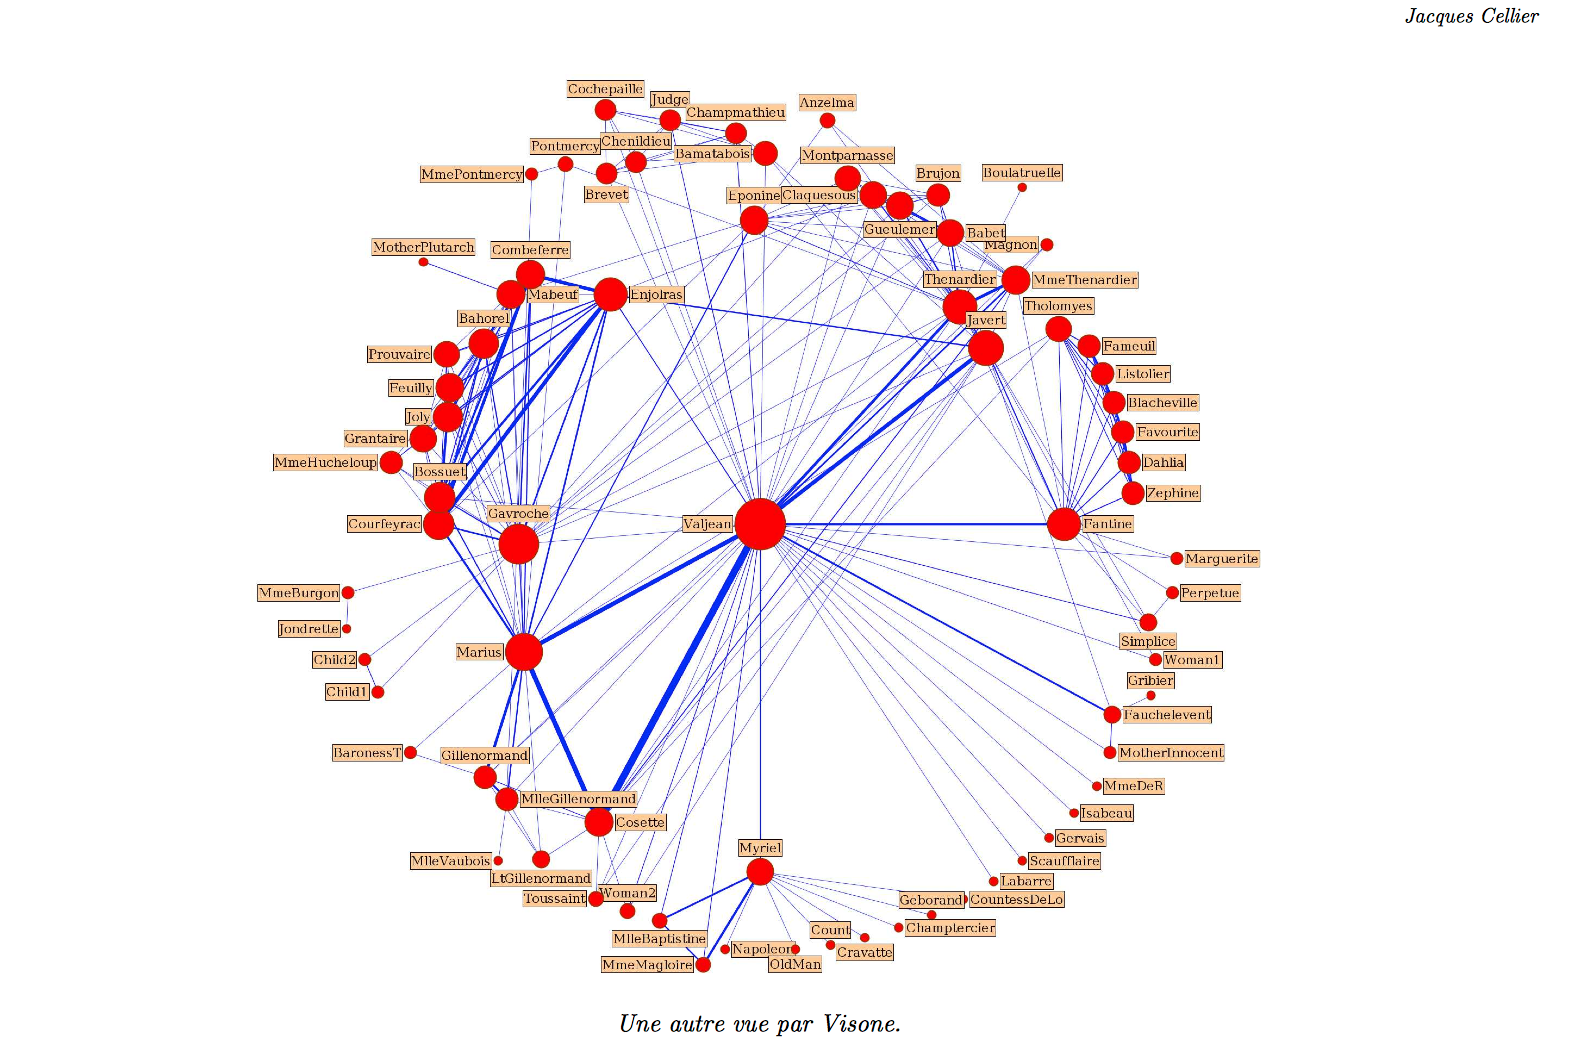 Jacques Cellier
Cochepaille
Judge
Anzelma
Champmathieu
Chenildieu
Pontmercy
Bamatabois
Montparnasse
MmePontmercy
Brujon
Boulatruelle
Brevet
Eponine
Claquesous
Gueulemer
Babet
Magnon
MotherPlutarch
Combeferre
Thenardier
MmeThenardier
Mabeuf
Enjolras
Tholomyes
Bahorel
Javert
Prouvaire
Fameuil
Listolier
Feuilly
Blacheville
Joly
Favourite
Grantaire
MmeHucheloup
Dahlia
Bossuet
Zephine
Gavroche
Courfeyrac
Valjean
Fantine
Marguerite
MmeBurgon
Perpetue
Jondrette
Simplice
Marius
Child2
Woman1
Gribier
Child1
Fauchelevent
BaronessT
Gillenormand
MotherInnocent
MmeDeR
MlleGillenormand
Isabeau
Cosette
Gervais
Myriel
MlleVaubois
Scaufflaire
LtGillenormand
Labarre
Toussaint
Woman2
Geborand
CountessDeLo
Champtercier
Count
MlleBaptistine
Napoleon
Cravatte
MmeMagloire
OldMan
Une autre vue par Visone.